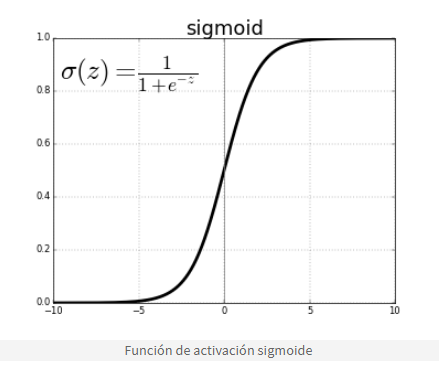 sigmoid
σ(z) = 1/(1+e^{-z})
1.0
0.8
0.6
0.4
0.2
0.0
-10 -5 0 5 10
Función de activación sigmoide